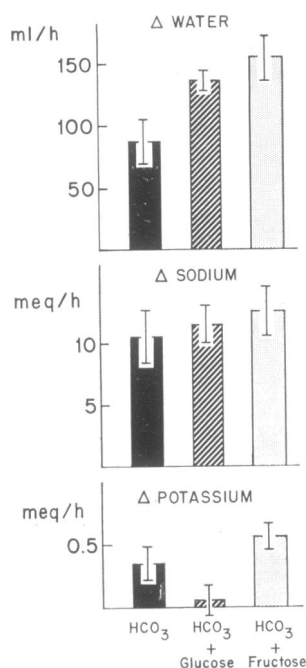 Δ WATER
ml/h
150
100
50
Δ SODIUM
meq/h
10
5
Δ POTASSIUM
meq/h
0.5
HCO₃ HCO₃ HCO₃
+ +
Glucose Fructose